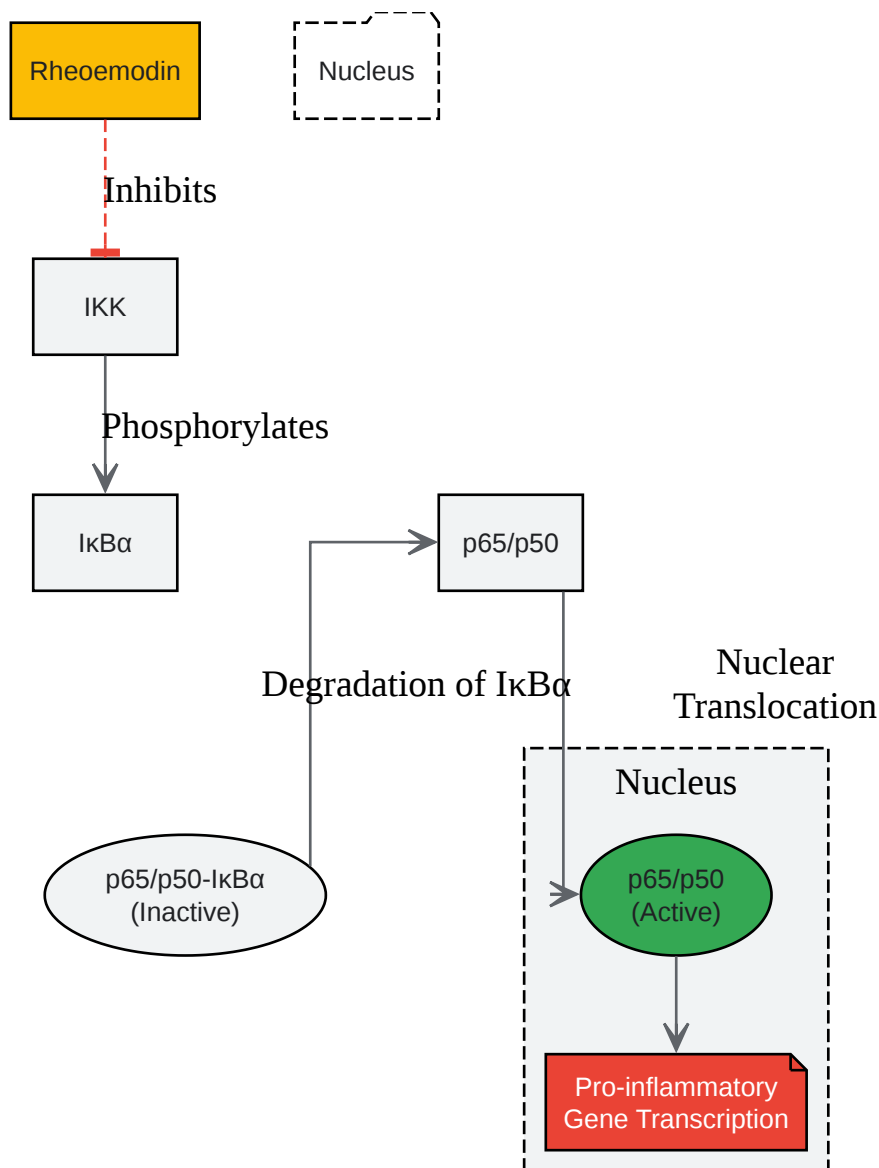 Rheoemodin
Nucleus
Inhibits
IKK
Phosphorylates
IκBα
p65/p50
Degradation of IκBα
Nuclear
Translocation
Nucleus
p65/p50-IκBα
(Inactive)
p65/p50
(Active)
Pro-inflammatory
Gene Transcription